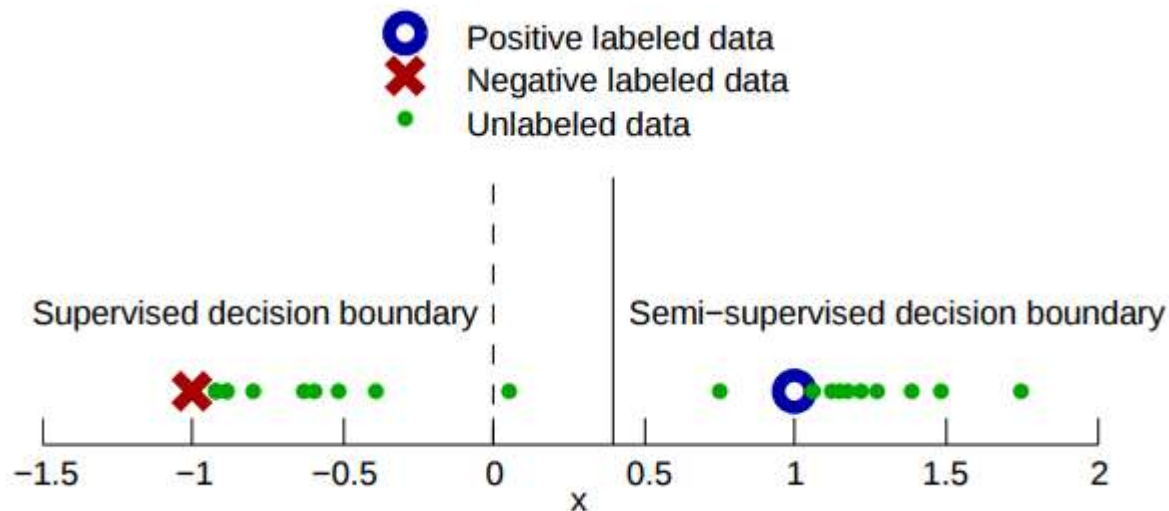 Positive labeled data
Negative labeled data
Unlabeled data
Supervised decision boundary
Semi−supervised decision boundary
−1.5 −1 −0.5 0 0.5 1 1.5 2
x